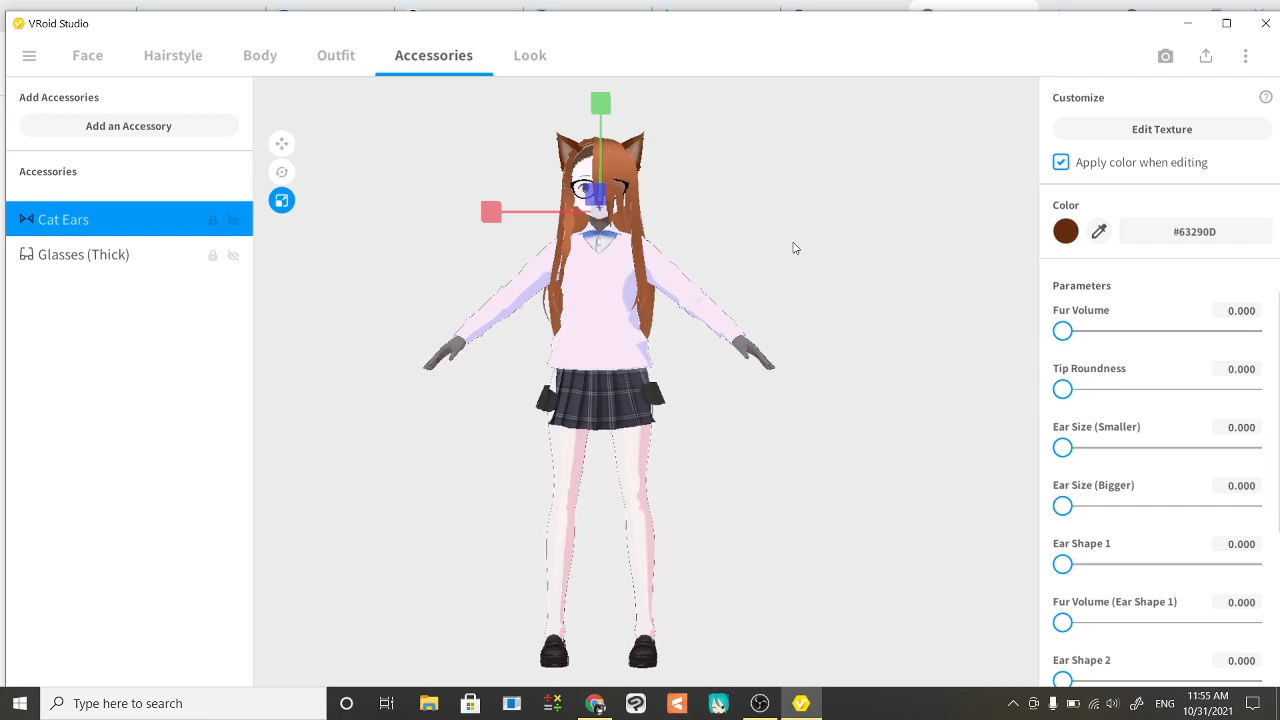 VRoid Studio
Face Hairstyle Body Outfit Accessories Look
Add Accessories
Add an Accessory
Accessories
Cat Ears
Glasses (Thick)
Customize
Edit Texture
Apply color when editing
Color
#63290D
Parameters
Fur Volume 0.000
Tip Roundness 0.000
Ear Size (Smaller) 0.000
Ear Size (Bigger) 0.000
Ear Shape 1 0.000
Fur Volume (Ear Shape 1) 0.000
Ear Shape 2 0.000
Type here to search
ENG
11:55 AM
10/31/2021